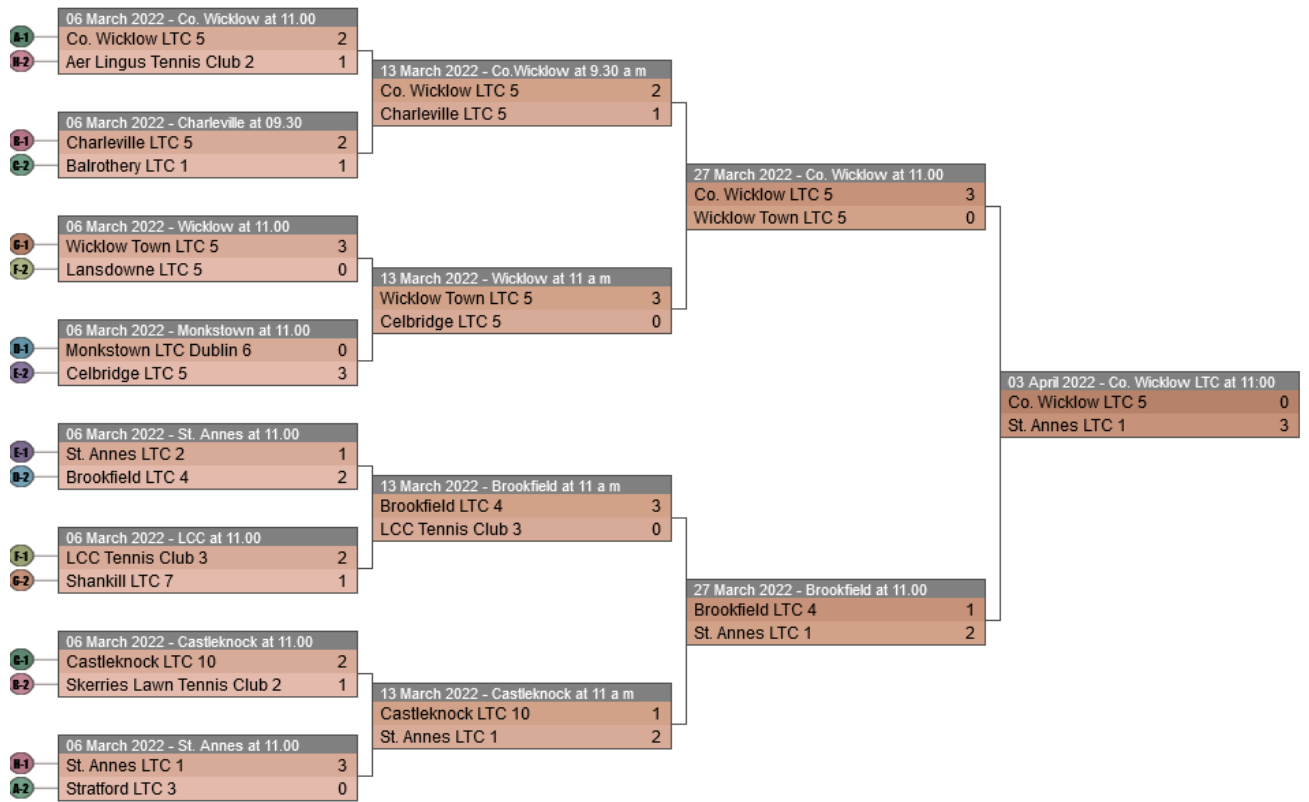 06 March 2022 - Co. Wicklow at 11.00
A-1 Co. Wicklow LTC 5 2
H-2 Aer Lingus Tennis Club 2 1
06 March 2022 - Charleville at 09.30
B-1 Charleville LTC 5 2
G-2 Balrothery LTC 1 1
06 March 2022 - Wicklow at 11.00
G-1 Wicklow Town LTC 5 3
F-2 Lansdowne LTC 5 0
06 March 2022 - Monkstown at 11.00
D-1 Monkstown LTC Dublin 6 0
E-2 Celbridge LTC 5 3
06 March 2022 - St. Annes at 11.00
E-1 St. Annes LTC 2 1
D-2 Brookfield LTC 4 2
06 March 2022 - LCC at 11.00
F-1 LCC Tennis Club 3 2
Shankill LTC 7 1
06 March 2022 - Castleknock at 11.00
Castleknock LTC 10 2
B-2 Skerries Lawn Tennis Club 2 1
06 March 2022 - St. Annes at 11.00
H-1 St. Annes LTC 1 3
A-2 Stratford LTC 3 0
13 March 2022 - Co.Wicklow at 9.30 a m
Co. Wicklow LTC 5 2
Charleville LTC 5 1
13 March 2022 - Wicklow at 11 a m
Wicklow Town LTC 5 3
Celbridge LTC 5 0
13 March 2022 - Brookfield at 11 a m
Brookfield LTC 4 3
LCC Tennis Club 3 0
13 March 2022 - Castleknock at 11 a m
Castleknock LTC 10 1
St. Annes LTC 1 2
27 March 2022 - Co. Wicklow at 11.00
Co. Wicklow LTC 5 3
Wicklow Town LTC 5 0
27 March 2022 - Brookfield at 11.00
Brookfield LTC 4 1
St. Annes LTC 1 2
03 April 2022 - Co. Wicklow LTC at 11:00
Co. Wicklow LTC 5 0
St. Annes LTC 1 3